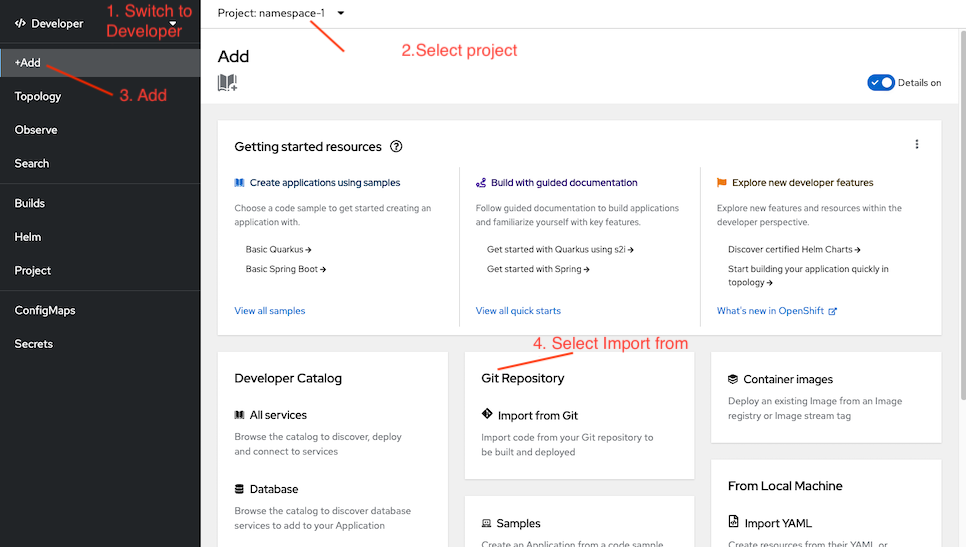 Developer
1. Switch to
Developer
+Add
3. Add
Topology
Observe
Search
Builds
Helm
Project
ConfigMaps
Secrets
Project: namespace-1
2.Select project
Add
Details on
Getting started resources
Create applications using samples
Choose a code sample to get started creating an
application with.
Basic Quarkus
Basic Spring Boot
View all samples
Build with guided documentation
Follow guided documentation to build applications
and familiarize yourself with key features.
Get started with Quarkus using s2i
Get started with Spring
View all quick starts
Explore new developer features
Explore new features and resources within the
developer perspective.
Discover certified Helm Charts
Start building your application quickly in
topology
What's new in OpenShift
4. Select Import from
Developer Catalog
All services
Browse the catalog to discover, deploy
and connect to services
Database
Browse the catalog to discover database
services to add to your Application
Git Repository
Import from Git
Import code from your Git repository to
be built and deployed
Samples
Create an Application from a code sample
Container images
Deploy an existing Image from an Image
registry or Image stream tag
From Local Machine
Import YAML
Create resources from their YAML or